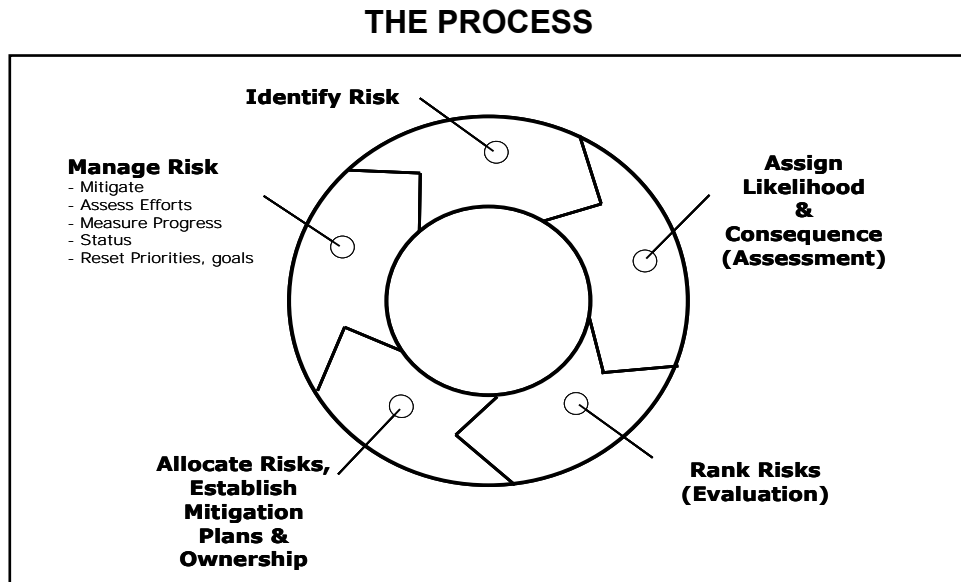 THE PROCESS
Identify Risk
Manage Risk
- Mitigate
- Assess Efforts
- Measure Progress
- Status
- Reset Priorities, goals
Assign
Likelihood
&
Consequence
(Assessment)
Allocate Risks,
Establish
Mitigation
Plans &
Ownership
Rank Risks
(Evaluation)